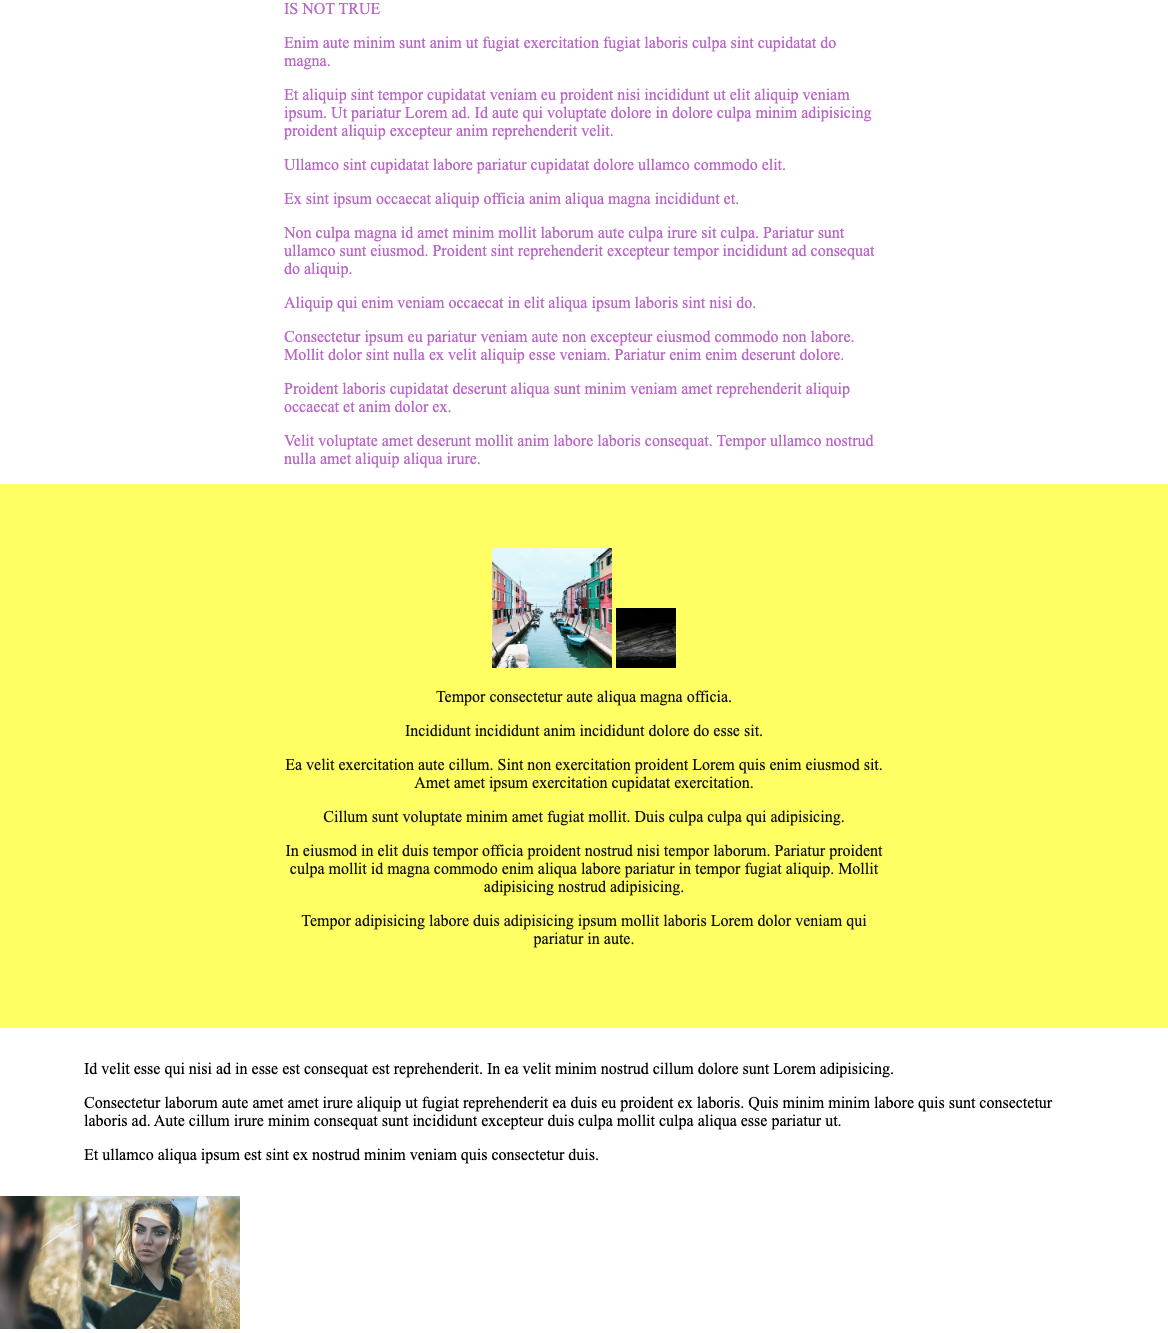 IS NOT TRUE
Enim aute minim sunt anim ut fugiat exercitation fugiat laboris culpa sint cupidatat do
magna.
Et aliquip sint tempor cupidatat veniam eu proident nisi incididunt ut elit aliquip veniam
ipsum. Ut pariatur Lorem ad. Id aute qui voluptate dolore in dolore culpa minim adipisicing
proident aliquip excepteur anim reprehenderit velit.
Ullamco sint cupidatat labore pariatur cupidatat dolore ullamco commodo elit.
Ex sint ipsum occaecat aliquip officia anim aliqua magna incididunt et.
Non culpa magna id amet minim mollit laborum aute culpa irure sit culpa. Pariatur sunt
ullamco sunt eiusmod. Proident sint reprehenderit excepteur tempor incididunt ad consequat
do aliquip.
Aliquip qui enim veniam occaecat in elit aliqua ipsum laboris sint nisi do.
Consectetur ipsum eu pariatur veniam aute non excepteur eiusmod commodo non labore.
Mollit dolor sint nulla ex velit aliquip esse veniam. Pariatur enim enim deserunt dolore.
Proident laboris cupidatat deserunt aliqua sunt minim veniam amet reprehenderit aliquip
occaecat et anim dolor ex.
Velit voluptate amet deserunt mollit anim labore laboris consequat. Tempor ullamco nostrud
nulla amet aliquip aliqua irure.
Tempor consectetur aute aliqua magna officia.
Incididunt incididunt anim incididunt dolore do esse sit.
Ea velit exercitation aute cillum. Sint non exercitation proident Lorem quis enim eiusmod sit.
Amet amet ipsum exercitation cupidatat exercitation.
Cillum sunt voluptate minim amet fugiat mollit. Duis culpa culpa qui adipisicing.
In eiusmod in elit duis tempor officia proident nostrud nisi tempor laborum. Pariatur proident
culpa mollit id magna commodo enim aliqua labore pariatur in tempor fugiat aliquip. Mollit
adipisicing nostrud adipisicing.
Tempor adipisicing labore duis adipisicing ipsum mollit laboris Lorem dolor veniam qui
pariatur in aute.
Id velit esse qui nisi ad in esse est consequat est reprehenderit. In ea velit minim nostrud cillum dolore sunt Lorem adipisicing.
Consectetur laborum aute amet amet irure aliquip ut fugiat reprehenderit ea duis eu proident ex laboris. Quis minim minim labore quis sunt consectetur
laboris ad. Aute cillum irure minim consequat sunt incididunt excepteur duis culpa mollit culpa aliqua esse pariatur ut.
Et ullamco aliqua ipsum est sint ex nostrud minim veniam quis consectetur duis.